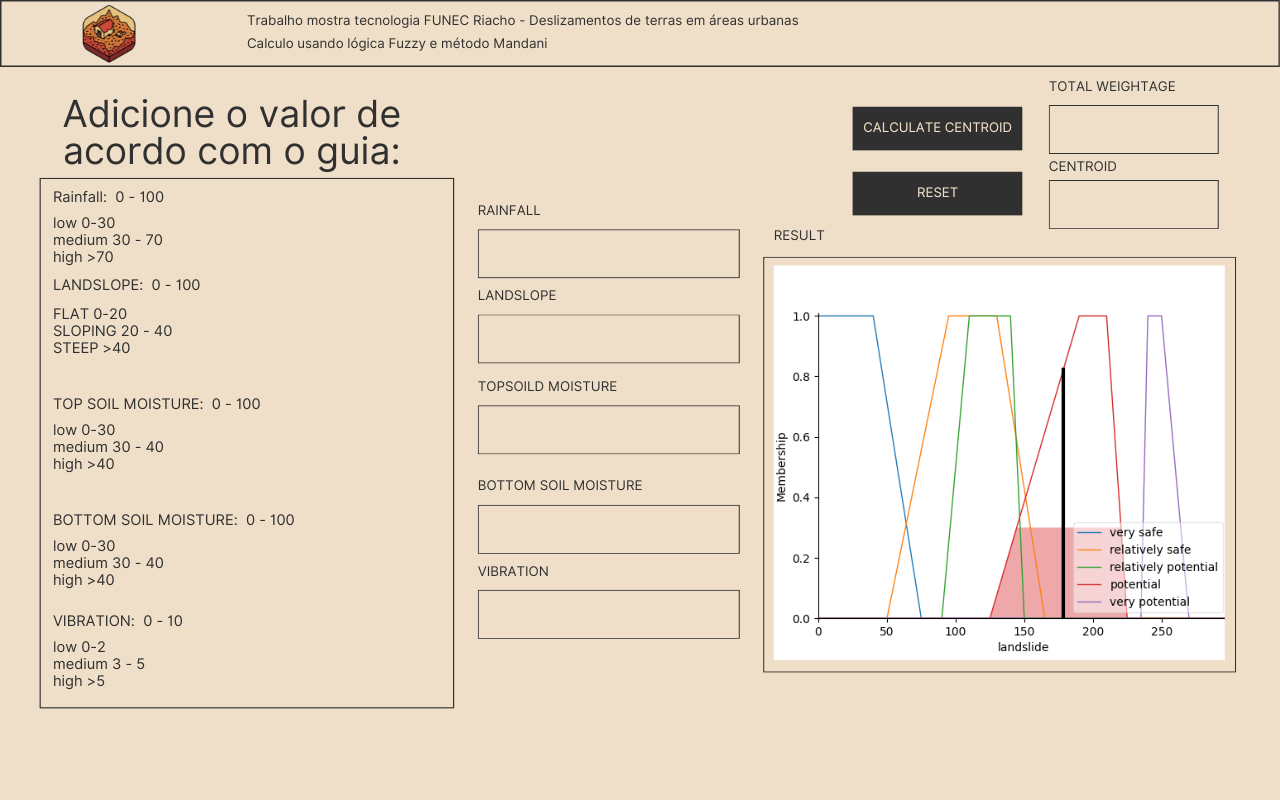 Trabalho mostra tecnologia FUNEC Riacho - Deslizamentos de terras em áreas urbanas
Calculo usando lógica Fuzzy e método Mandani
Adicione o valor de
acordo com o guia:
Rainfall: 0 - 100
low 0-30
medium 30 - 70
high >70
LANDSLOPE: 0 - 100
FLAT 0-20
SLOPING 20 - 40
STEEP >40
TOP SOIL MOISTURE: 0 - 100
low 0-30
medium 30 - 40
high >40
BOTTOM SOIL MOISTURE: 0 - 100
low 0-30
medium 30 - 40
high >40
VIBRATION: 0 - 10
low 0-2
medium 3 - 5
high >5
RAINFALL
LANDSLOPE
TOPSOILD MOISTURE
BOTTOM SOIL MOISTURE
VIBRATION
CALCULATE CENTROID
RESET
TOTAL WEIGHTAGE
CENTROID
RESULT
1.0
0.8
0.6
0.4
0.2
0.0
Membership
0 50 100 150 200 250
landslide
very safe
relatively safe
relatively potential
potential
very potential